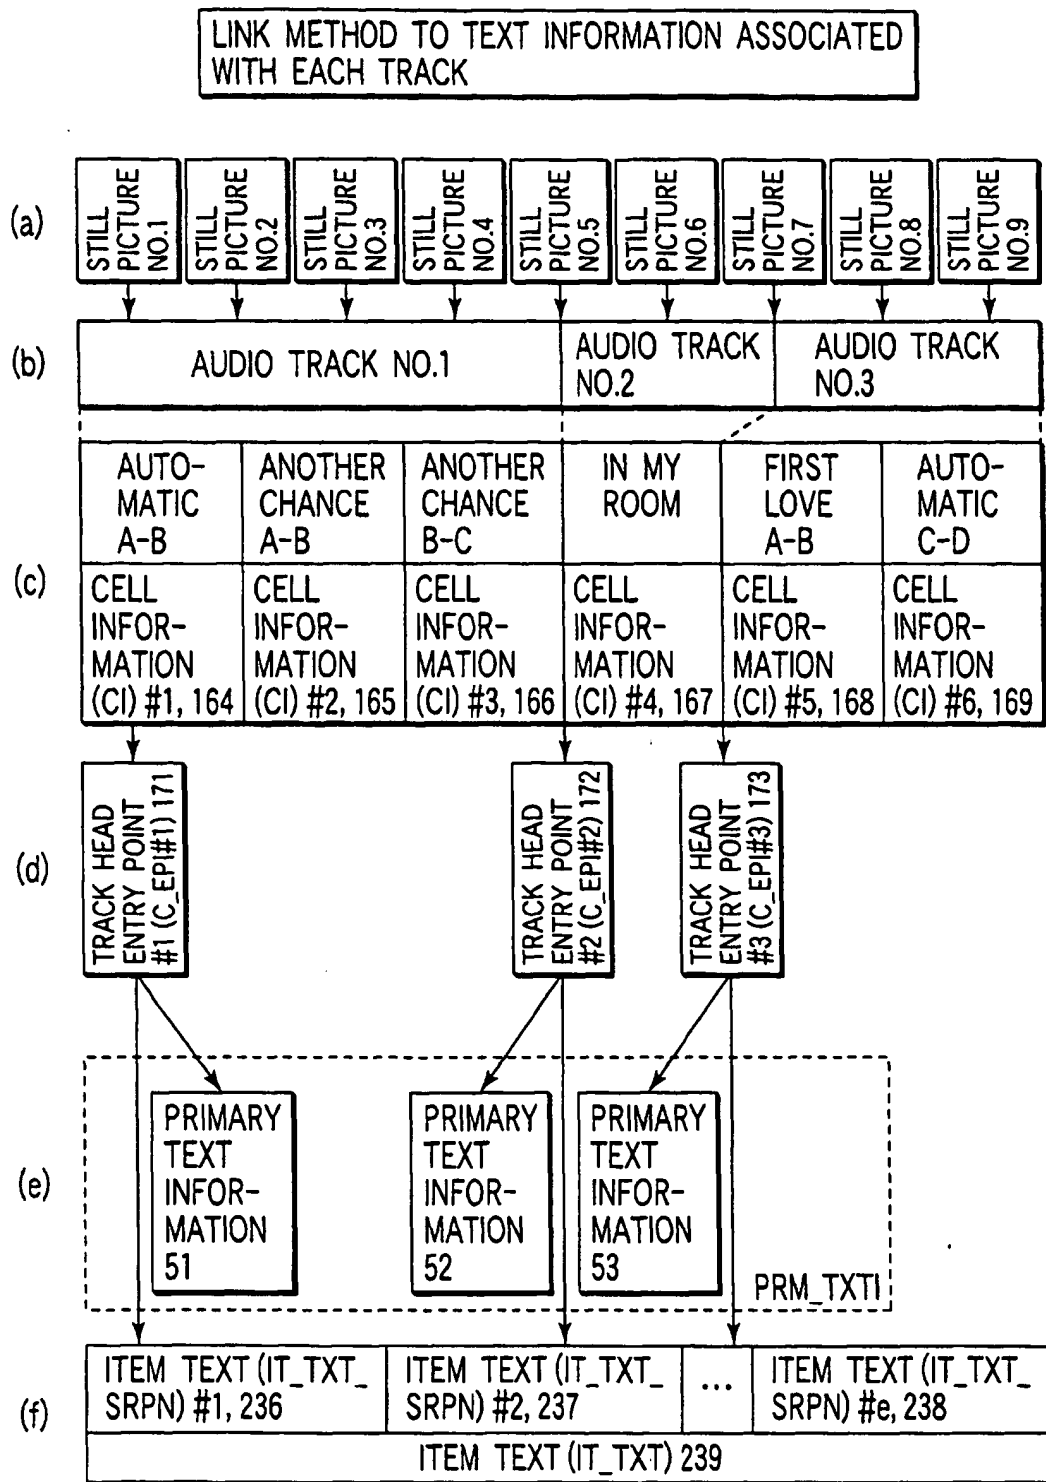 LINK METHOD TO TEXT INFORMATION ASSOCIATED
WITH EACH TRACK
(a)
STILL
PICTURE
NO.1
STILL
PICTURE
NO.2
STILL
PICTURE
NO.3
STILL
PICTURE
NO.4
STILL
PICTURE
NO.5
STILL
PICTURE
NO.6
STILL
PICTURE
NO.7
STILL
PICTURE
NO.8
STILL
PICTURE
NO.9
(b)
AUDIO TRACK NO.1
AUDIO TRACK
NO.2
AUDIO TRACK
NO.3
(c)
AUTO-
MATIC
A-B
ANOTHER
CHANCE
A-B
ANOTHER
CHANCE
B-C
IN MY
ROOM
FIRST
LOVE
A-B
AUTO-
MATIC
C-D
CELL
INFOR-
MATION
(CI) #1, 164
CELL
INFOR-
MATION
(CI) #2, 165
CELL
INFOR-
MATION
(CI) #3, 166
CELL
INFOR-
MATION
(CI) #4, 167
CELL
INFOR-
MATION
(CI) #5, 168
CELL
INFOR-
MATION
(CI) #6, 169
(d)
TRACK HEAD
ENTRY POINT
#1 (C_EPI#1) 171
TRACK HEAD
ENTRY POINT
#2 (C_EPI#2) 172
TRACK HEAD
ENTRY POINT
#3 (C_EPI#3) 173
(e)
PRIMARY
TEXT
INFOR-
MATION
51
PRIMARY
TEXT
INFOR-
MATION
52
PRIMARY
TEXT
INFOR-
MATION
53
PRM_TXTI
(f)
ITEM TEXT (IT_TXT_
SRPN) #1, 236
ITEM TEXT (IT_TXT_
SRPN) #2, 237
...
ITEM TEXT (IT_TXT_
SRPN) #e, 238
ITEM TEXT (IT_TXT) 239